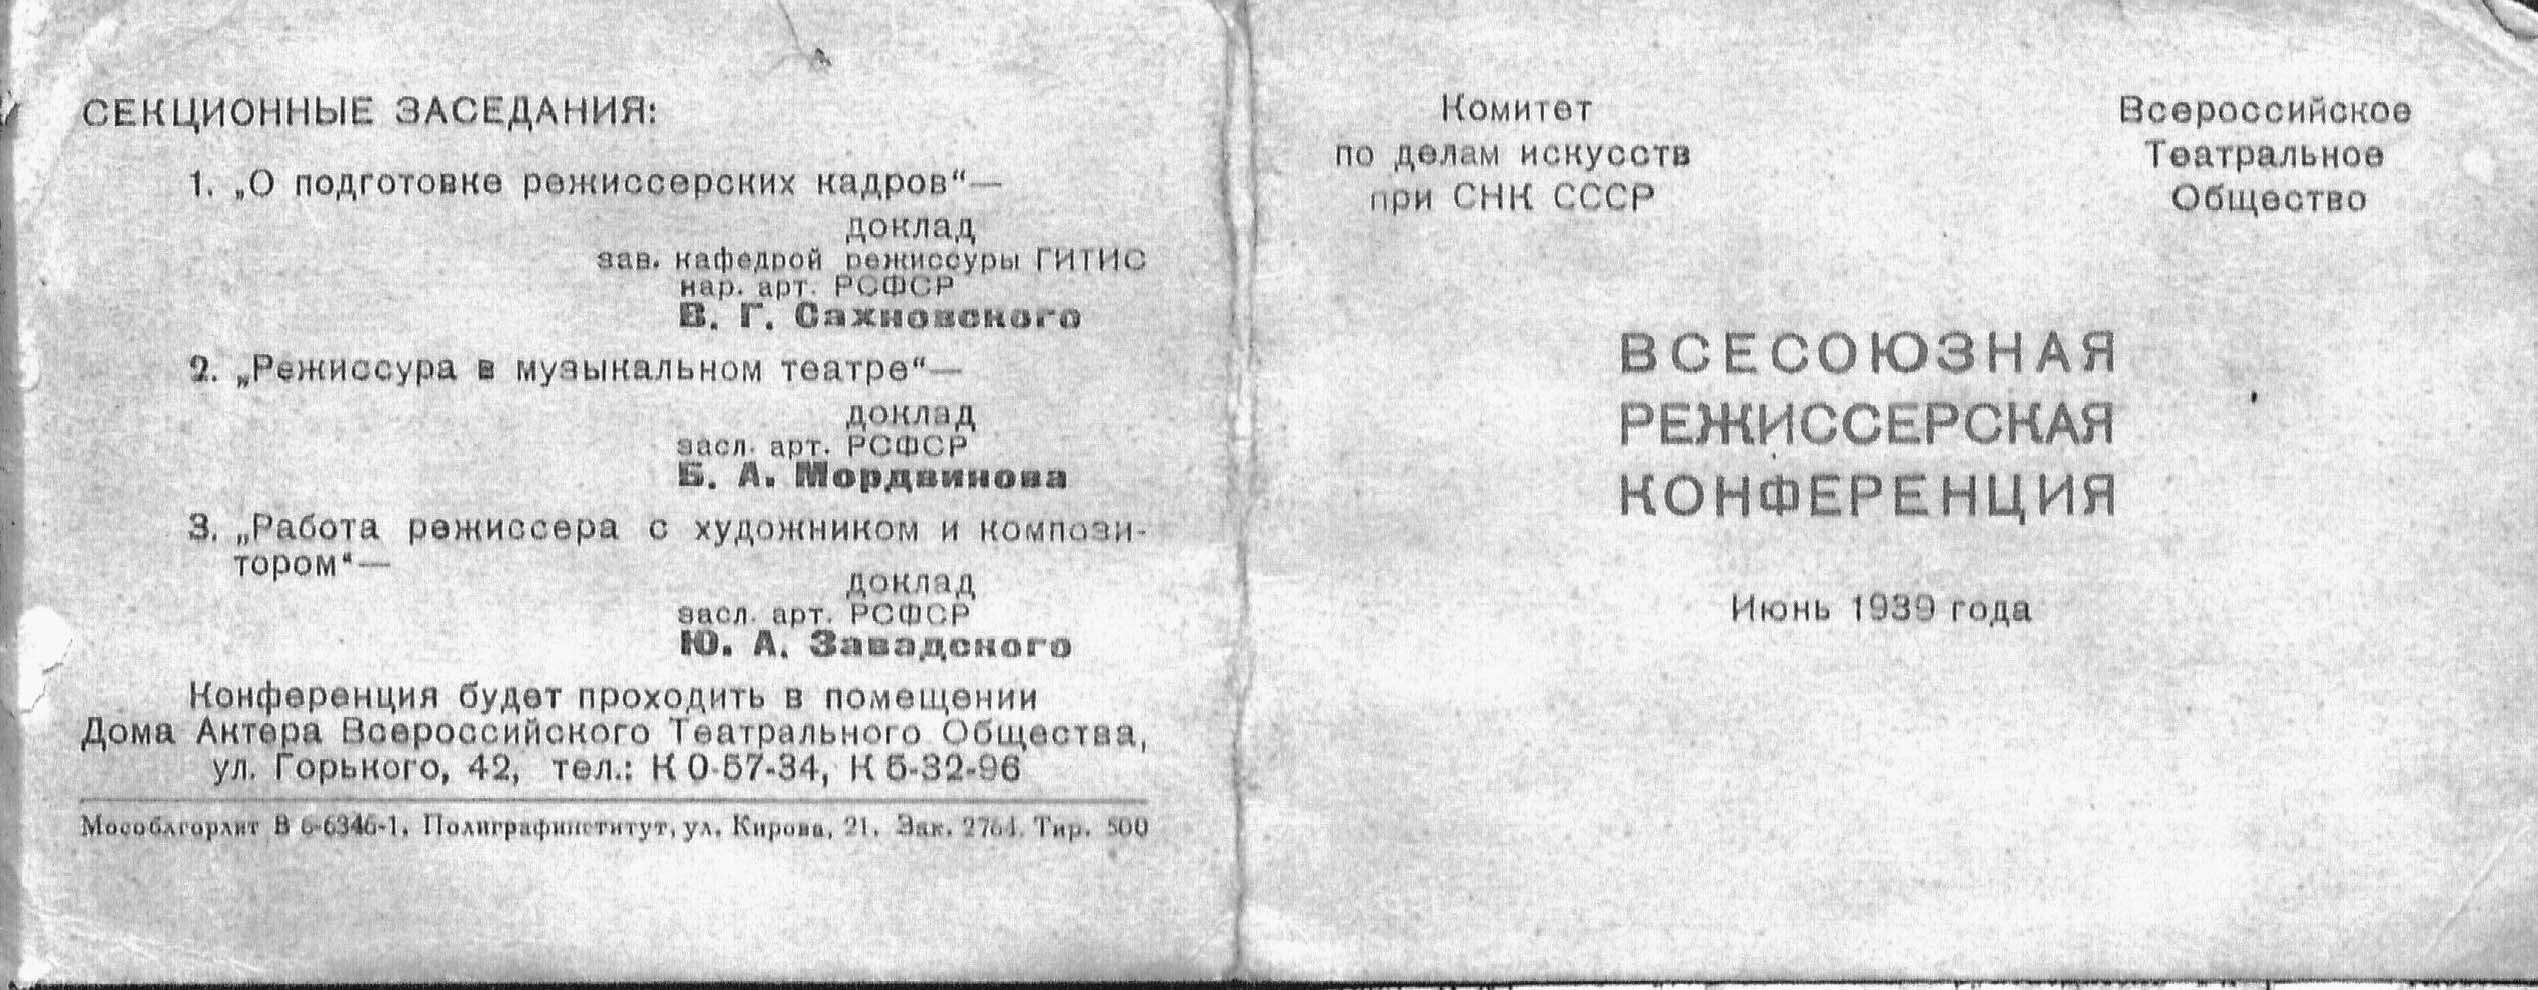 СЕКЦИОННЫЕ ЗАСЕДАНИЯ:
1. „О подготовке режиссерских кадров“—
доклад
зав. кафедрой режиссуры ГИТИС
нар. арт. РСФСР
В. Г. Сахновского
2. „Режиссура в музыкальном театре“—
доклад
засл. арт. РСФСР
Б. А. Мордвинова
3. „Работа режиссера с художником и компози-
тором“—
доклад
засл. арт. РСФСР
Ю. А. Завадского
Конференция будет проходить в помещении
Дома Актера Всероссийского Театрального Общества,
ул. Горького, 42, тел.: К 0-57-34, К 5-32-96
Мособлгорлит В 6-6346-1. Полиграфинститут, ул. Кирова, 21. Зак. 2764. Тир. 500
Комитет
по делам искусств
при СНК СССР
Всероссийское
Театральное
Общество
ВСЕСОЮЗНАЯ
РЕЖИССЕРСКАЯ
КОНФЕРЕНЦИЯ
Июнь 1939 года